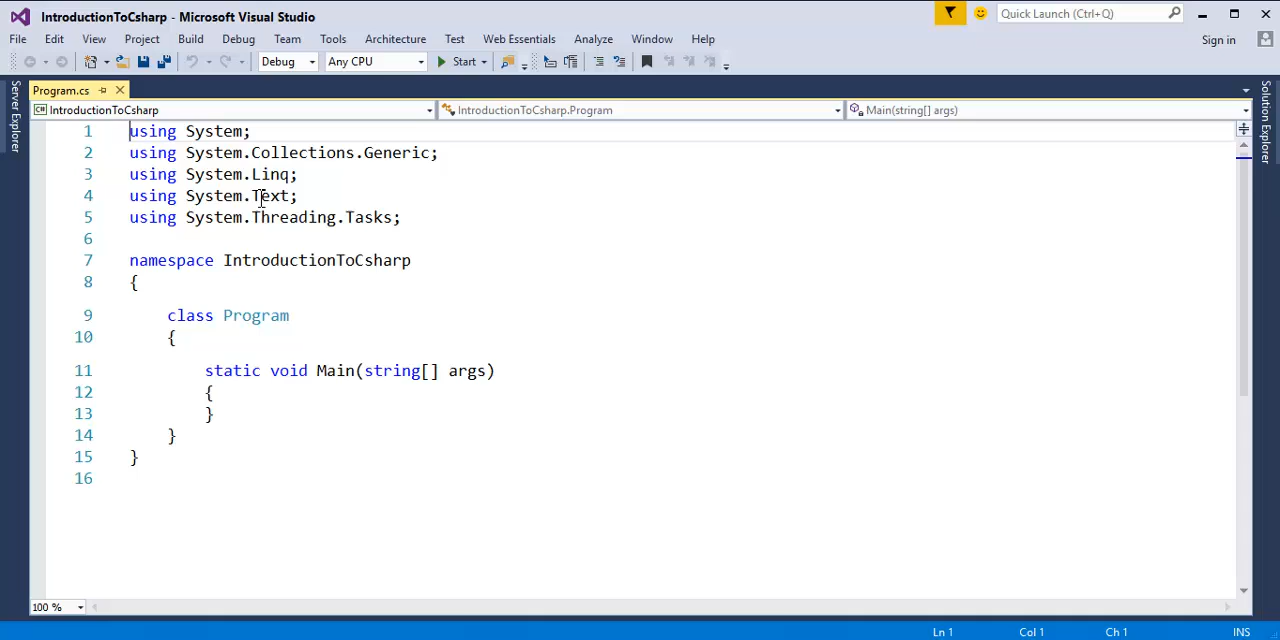 IntroductionToCsharp - Microsoft Visual Studio
Quick Launch (Ctrl+Q)
File Edit View Project Build Debug Team Tools Architecture Test Web Essentials Analyze Window Help
Sign in
Debug Any CPU Start
Server Explorer
Program.cs
Solution Explorer
C# IntroductionToCsharp IntroductionToCsharp.Program Main(string[] args)
1 using System;
2 using System.Collections.Generic;
3 using System.Linq;
4 using System.Text;
5 using System.Threading.Tasks;
6
7 namespace IntroductionToCsharp
8 {
9 class Program
10 {
11 static void Main(string[] args)
12 {
13 }
14 }
15 }
16
100 %
Ln 1 Col 1 Ch 1 INS